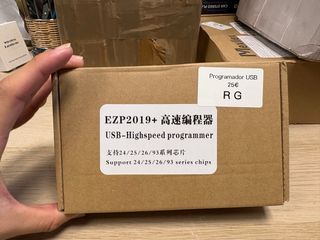 Programador USB
25€
R G
EZP2019+ 高速编程器
USB-Highspeed programmer
支持24/25/26/93系列芯片
Support 24/25/26/93 series chips